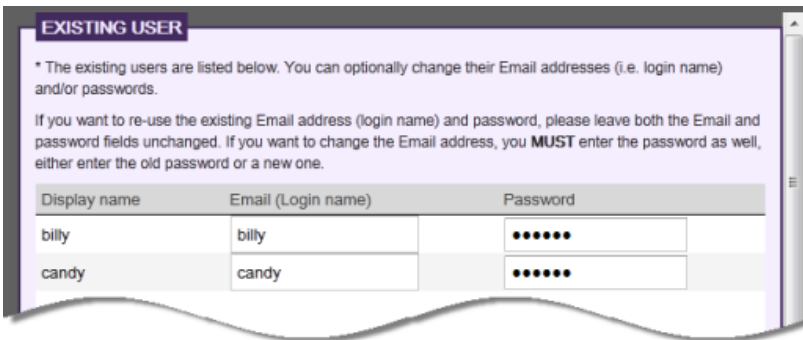 EXISTING USER
* The existing users are listed below. You can optionally change their Email addresses (i.e. login name)
and/or passwords.
If you want to re-use the existing Email address (login name) and password, please leave both the Email and
password fields unchanged. If you want to change the Email address, you MUST enter the password as well,
either enter the old password or a new one.
Display name Email (Login name) Password
billy billy ●●●●●●
candy candy ●●●●●●